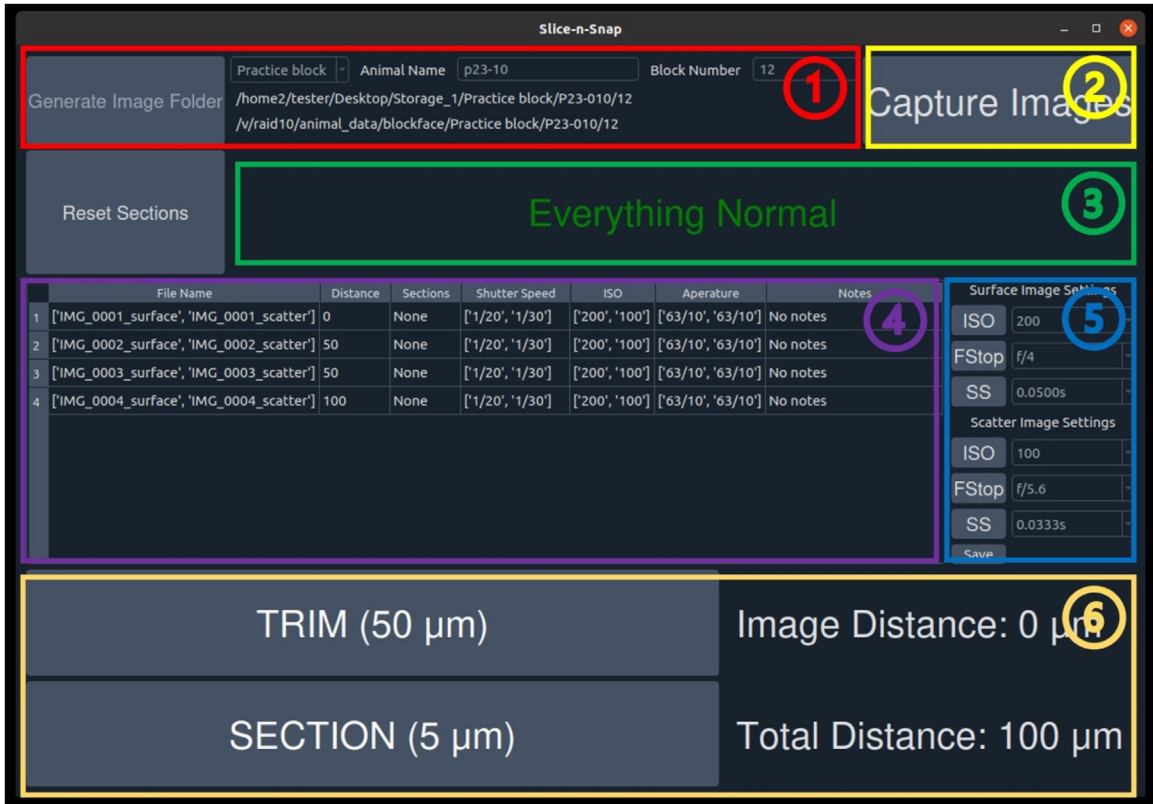 Slice-n-Snap
Generate Image Folder
Practice block Animal Name p23-10 Block Number 12
/home2/tester/Desktop/Storage_1/Practice block/P23-010/12
/v/raid10/animal_data/blockface/Practice block/P23-010/12
1
Capture Images
2
Reset Sections
Everything Normal
3
File Name Distance Sections Shutter Speed ISO Aperature Notes
1 ['IMG_0001_surface', 'IMG_0001_scatter'] 0 None ['1/20', '1/30'] ['200', '100'] ['63/10', '63/10'] No notes
2 ['IMG_0002_surface', 'IMG_0002_scatter'] 50 None ['1/20', '1/30'] ['200', '100'] ['63/10', '63/10'] No notes
3 ['IMG_0003_surface', 'IMG_0003_scatter'] 50 None ['1/20', '1/30'] ['200', '100'] ['63/10', '63/10'] No notes
4 ['IMG_0004_surface', 'IMG_0004_scatter'] 100 None ['1/20', '1/30'] ['200', '100'] ['63/10', '63/10'] No notes
4
Surface Image Settings
ISO 200
FStop f/4
SS 0.0500s
Scatter Image Settings
ISO 100
FStop f/5.6
SS 0.0333s
Save
5
TRIM (50 μm)
Image Distance: 0 μm
6
SECTION (5 μm)
Total Distance: 100 μm